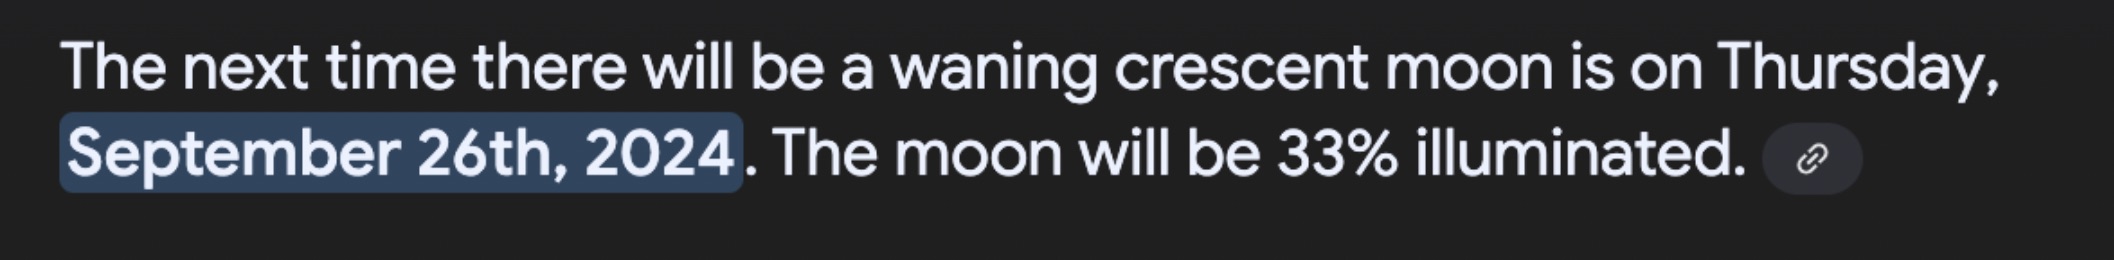 The next time there will be a waning crescent moon is on Thursday,
September 26th, 2024. The moon will be 33% illuminated.